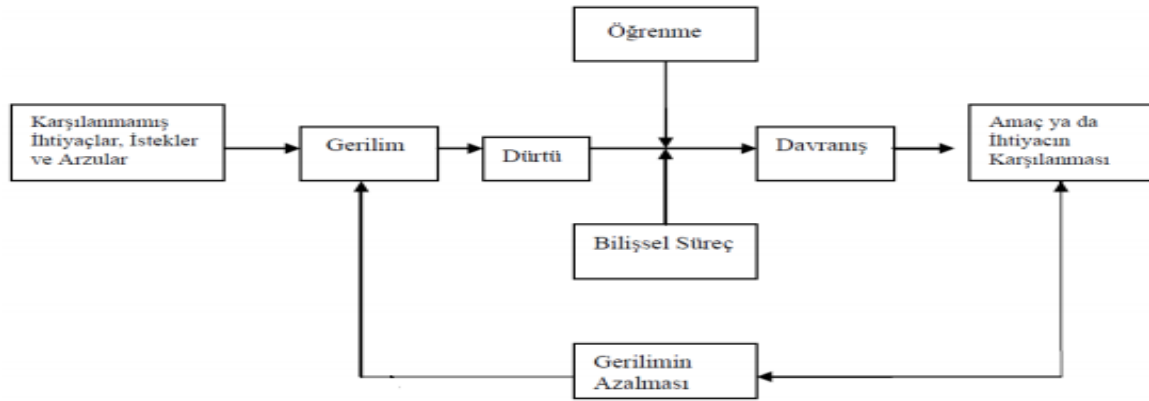 Öğrenme
Karşılanmamış
İhtiyaçlar, İstekler
ve Arzular
Gerilim
Dürtü
Davranış
Amaç ya da
İhtiyacın
Karşılanması
Bilişsel Süreç
Gerilimin
Azalması